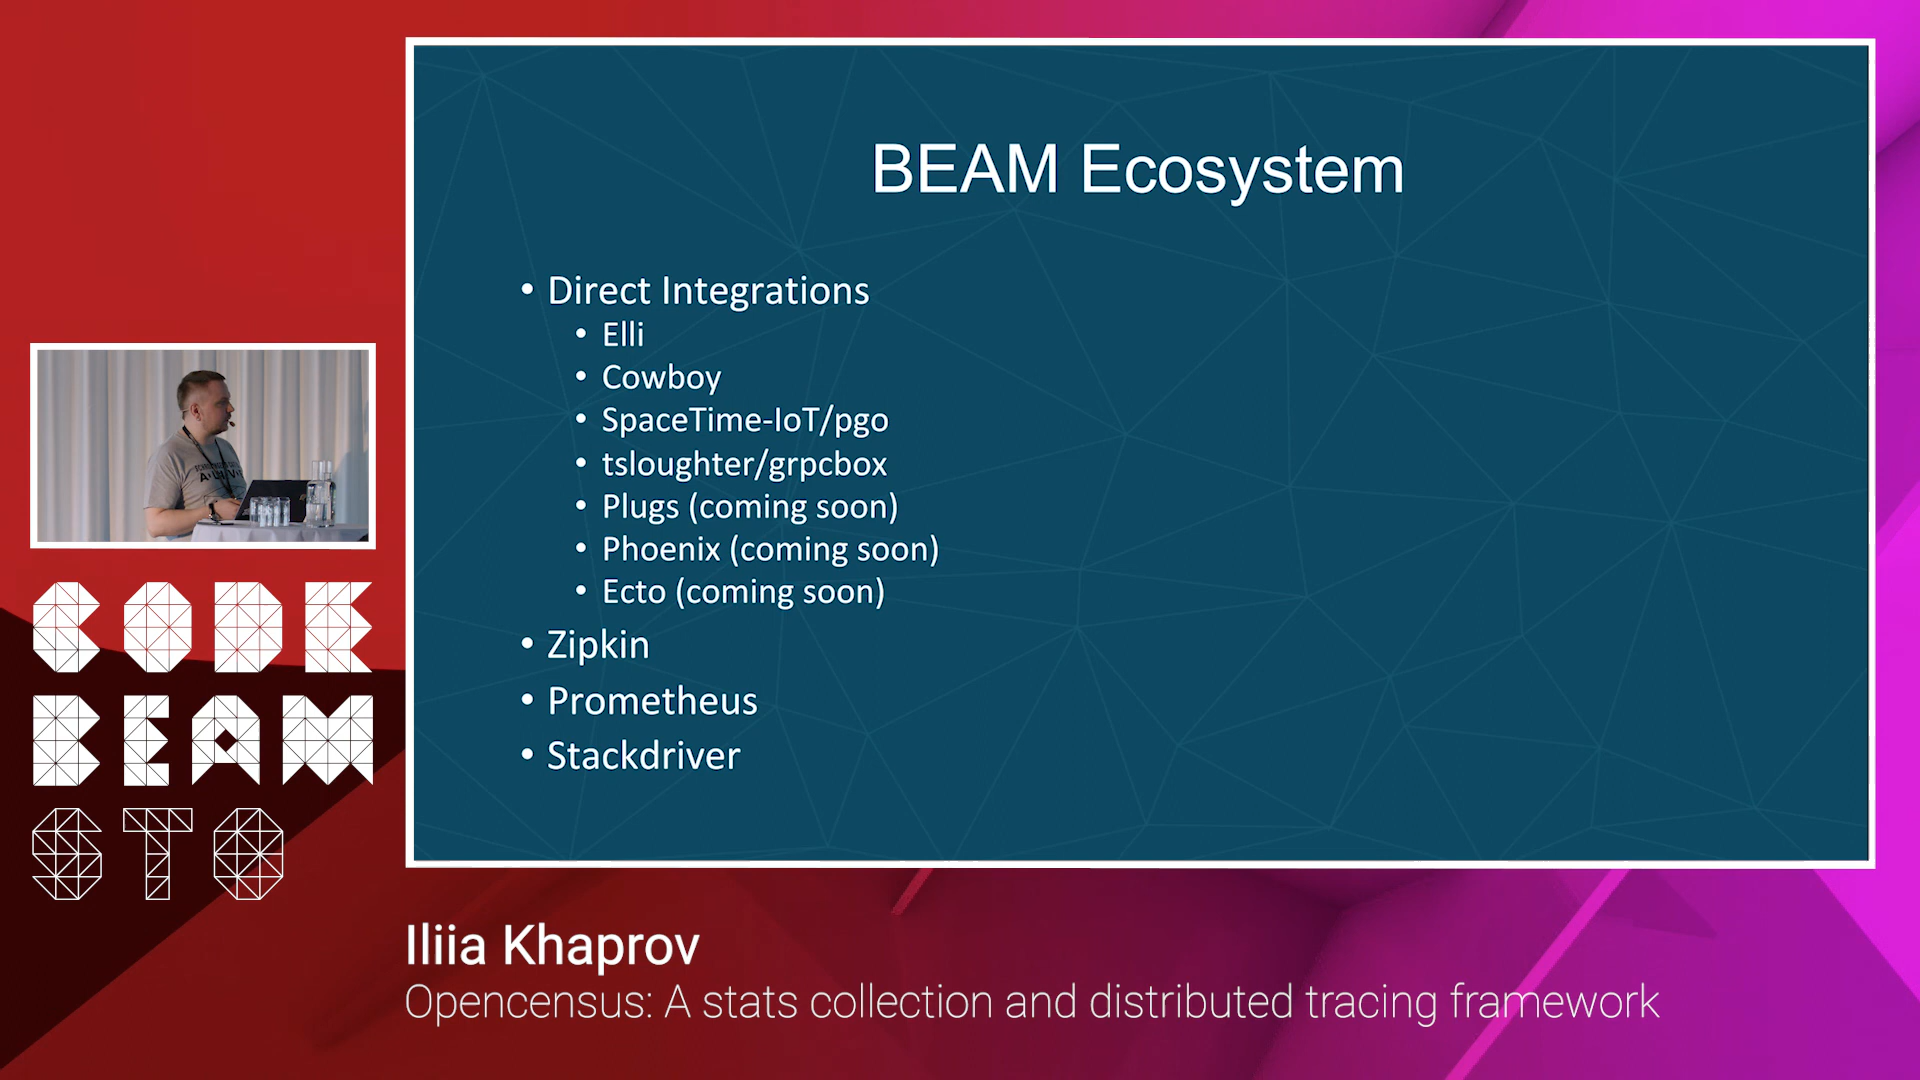 BEAM Ecosystem
• Direct Integrations
• Elli
• Cowboy
• SpaceTime-IoT/pgo
• tsloughter/grpcbox
• Plugs (coming soon)
• Phoenix (coming soon)
• Ecto (coming soon)
• Zipkin
• Prometheus
• Stackdriver
CODE
BEAM
STO
Iliia Khaprov
Opencensus: A stats collection and distributed tracing framework